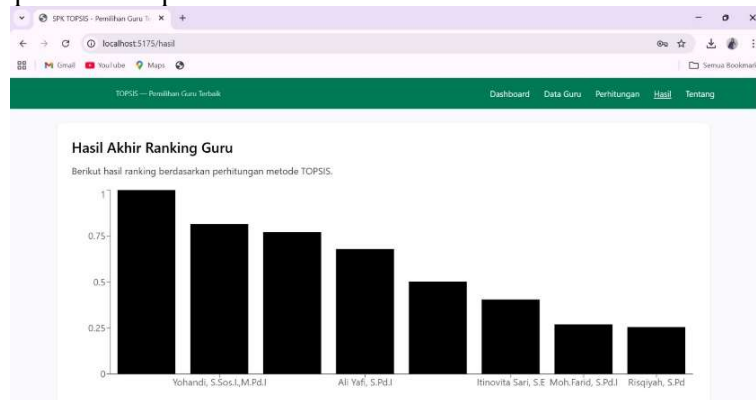 SPK TOPSIS - Pemilihan Guru T
localhost:5175/hasil
Gmail YouTube Maps Semua Bookmark
TOPSIS — Pemilihan Guru Terbaik Dashboard Data Guru Perhitungan Hasil Tentang
Hasil Akhir Ranking Guru
Berikut hasil ranking berdasarkan perhitungan metode TOPSIS.
1
0.75
0.5
0.25
0
Yohandi, S.Sos.I.,M.Pd.I Ali Yafi, S.Pd.I Itinovita Sari, S.E Moh.Farid, S.Pd.I Risqiyah, S.Pd